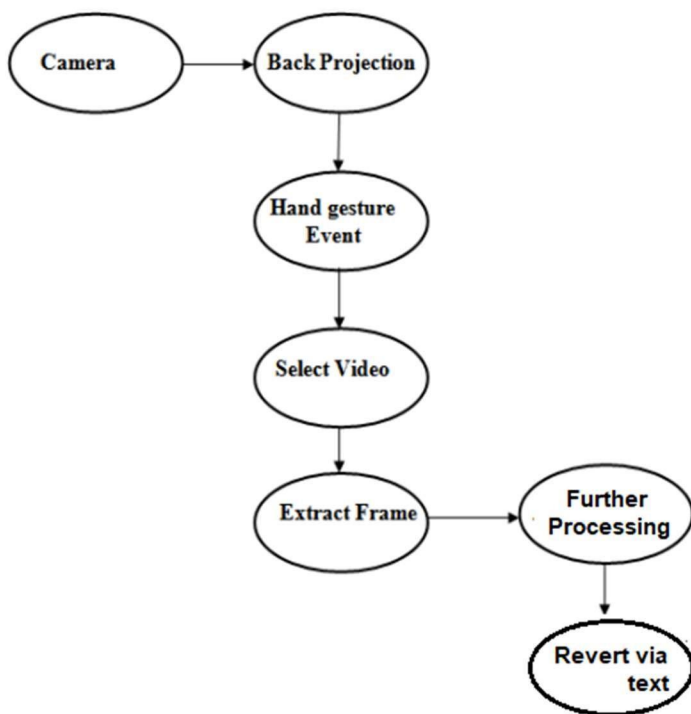 Camera
Back Projection
Hand gesture
Event
Select Video
Extract Frame
Further
Processing
Revert via
text